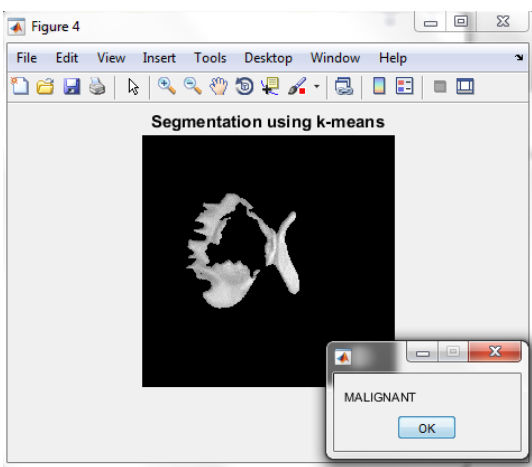 Figure 4
File Edit View Insert Tools Desktop Window Help
Segmentation using k-means
MALIGNANT
OK